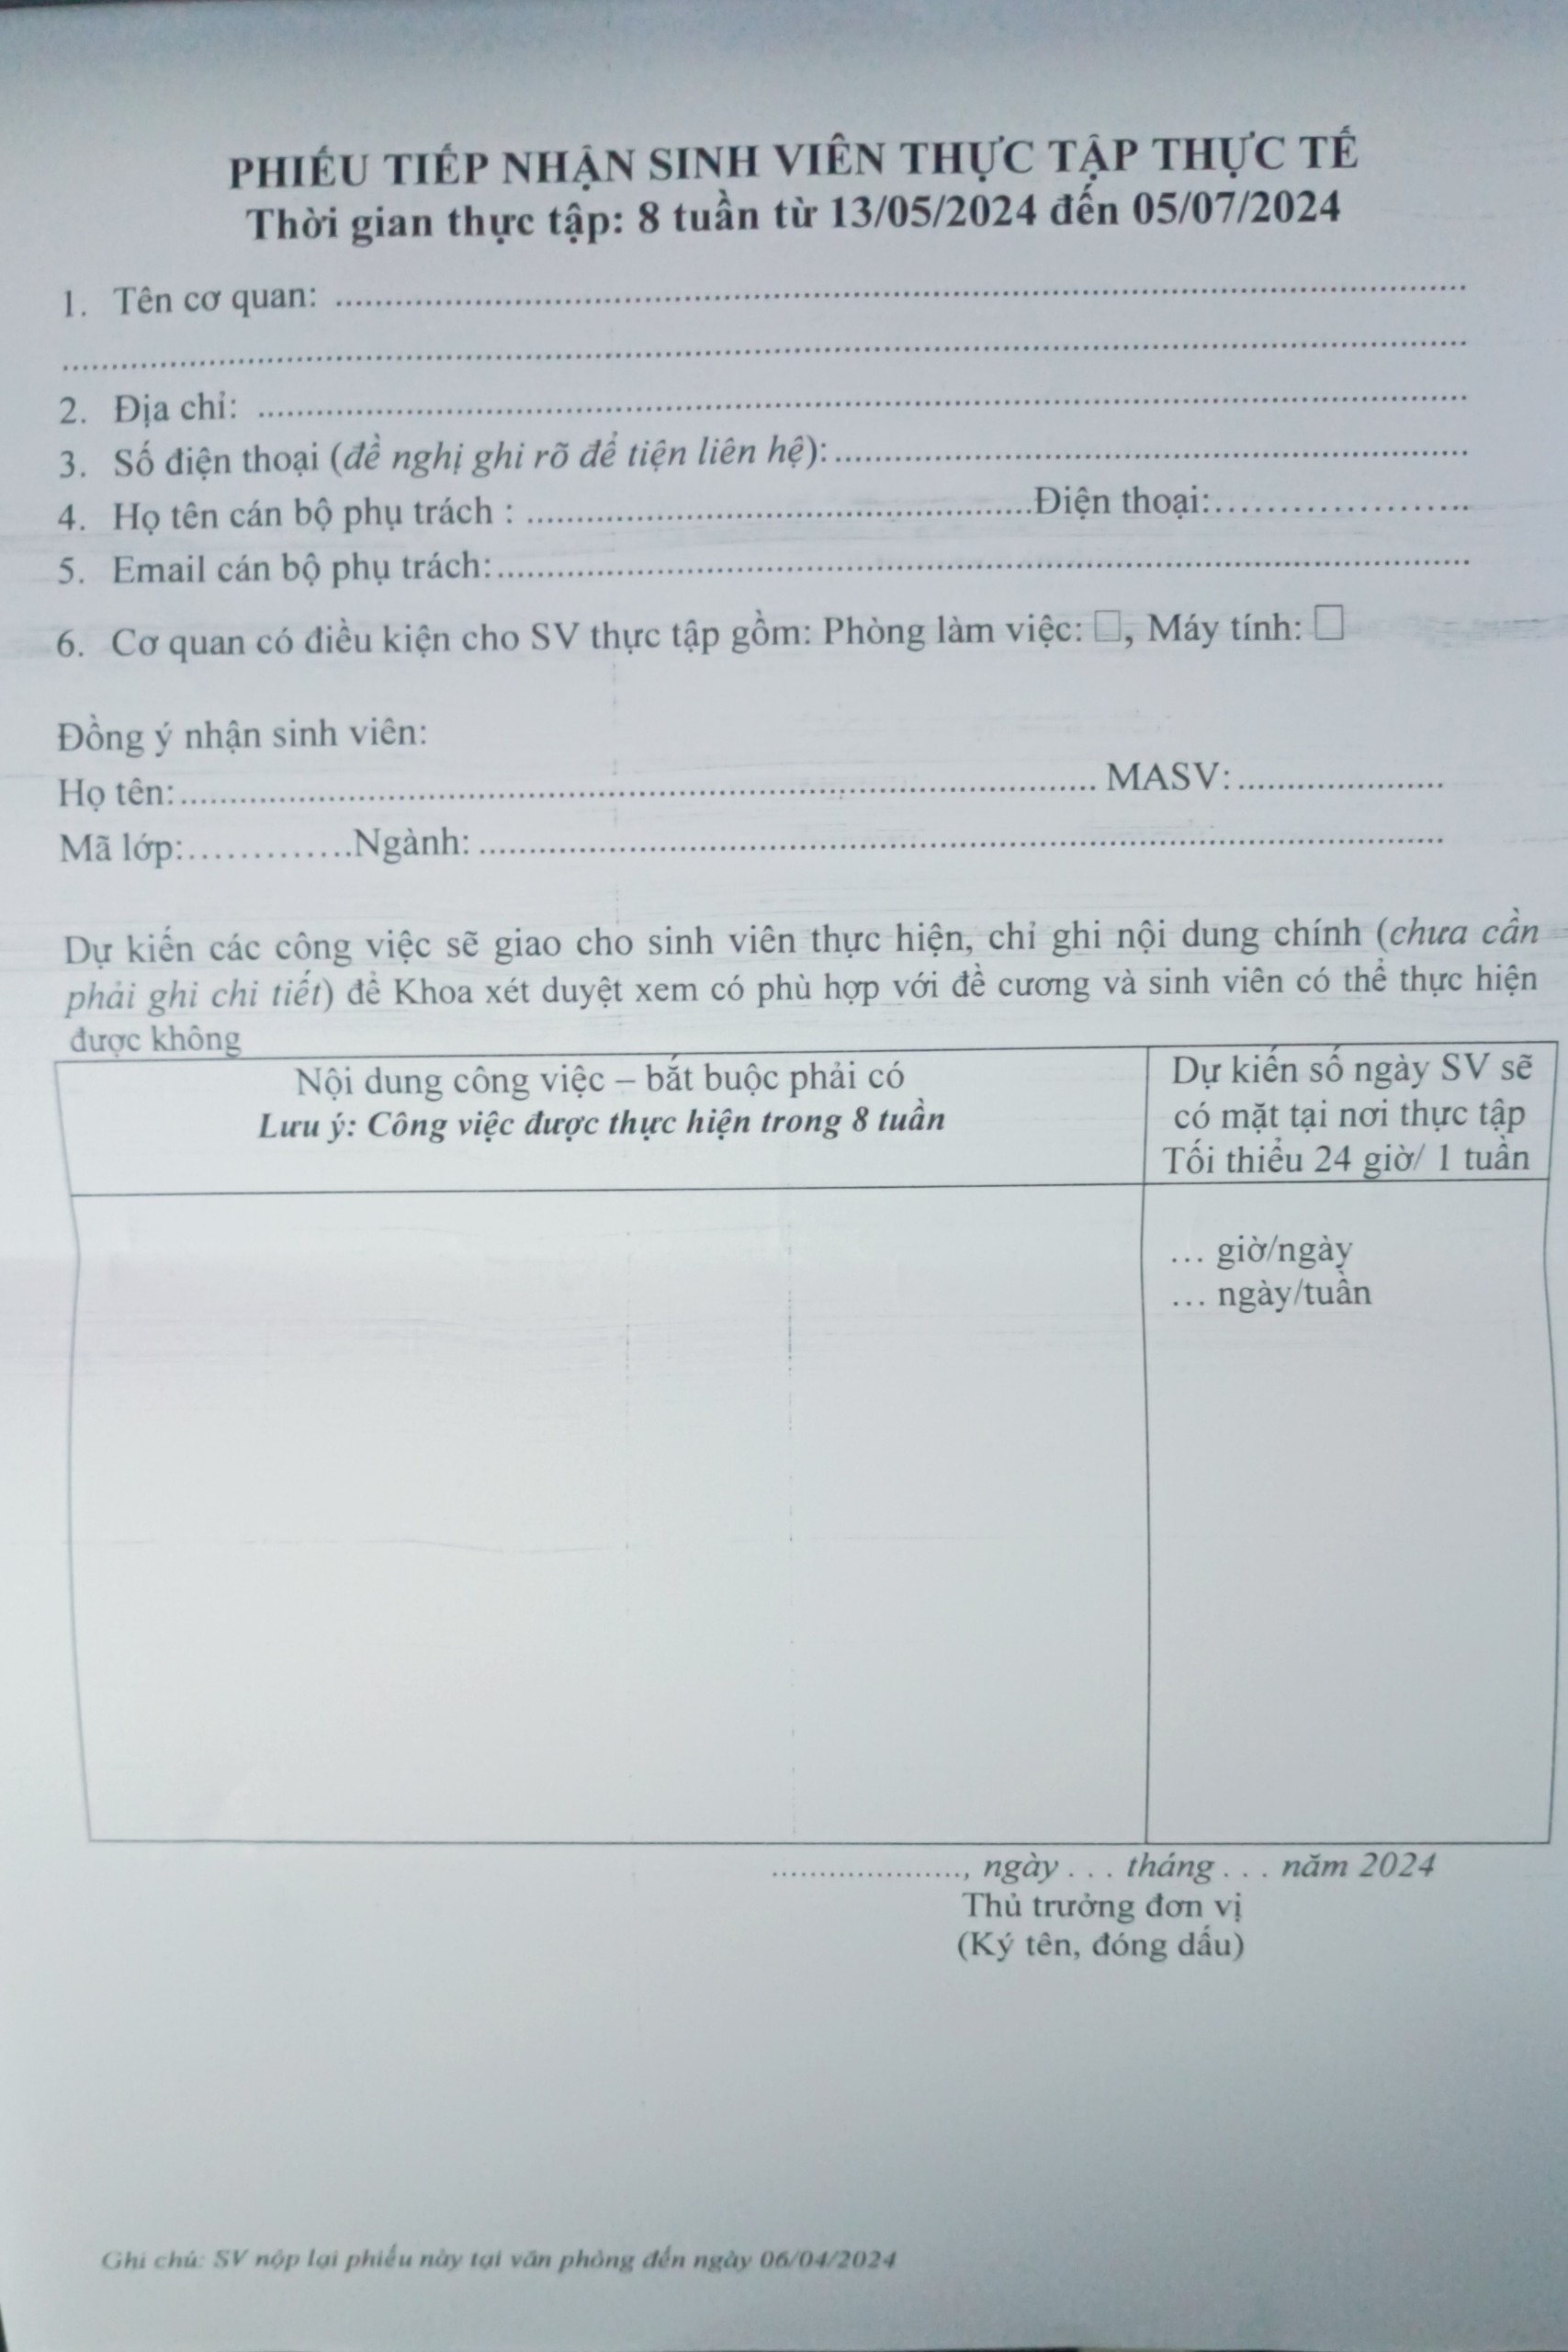 PHIẾU TIẾP NHẬN SINH VIÊN THỰC TẬP THỰC TẾ
Thời gian thực tập: 8 tuần từ 13/05/2024 đến 05/07/2024
1. Tên cơ quan: ..........
..........
2. Địa chỉ: ..........
3. Số điện thoại (đề nghị ghi rõ để tiện liên hệ): ..........
4. Họ tên cán bộ phụ trách : ..........Điện thoại:..........
5. Email cán bộ phụ trách:..........
6. Cơ quan có điều kiện cho SV thực tập gồm: Phòng làm việc: ☐, Máy tính: ☐
Đồng ý nhận sinh viên:
Họ tên:.......... MASV:..........
Mã lớp:..........Ngành: ..........
Dự kiến các công việc sẽ giao cho sinh viên thực hiện, chỉ ghi nội dung chính (chưa cần
phải ghi chi tiết) để Khoa xét duyệt xem có phù hợp với đề cương và sinh viên có thể thực hiện
được không
Nội dung công việc – bắt buộc phải có
Lưu ý: Công việc được thực hiện trong 8 tuần
Dự kiến số ngày SV sẽ
có mặt tại nơi thực tập
Tối thiểu 24 giờ/ 1 tuần
... giờ/ngày
... ngày/tuần
.........., ngày . . . tháng . . . năm 2024
Thủ trưởng đơn vị
(Ký tên, đóng dấu)
Ghi chú: SV nộp lại phiếu này tại văn phòng đến ngày 06/04/2024